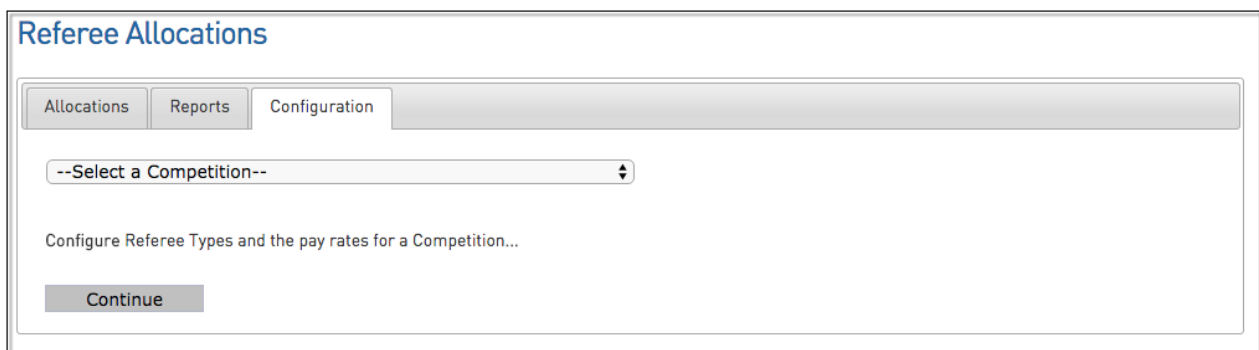 Referee Allocations
Allocations Reports Configuration
--Select a Competition--
Configure Referee Types and the pay rates for a Competition...
Continue